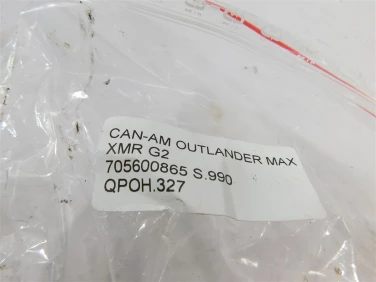 CAN-AM OUTLANDER MAX
XMR G2
705600865 S.990
QPOH.327